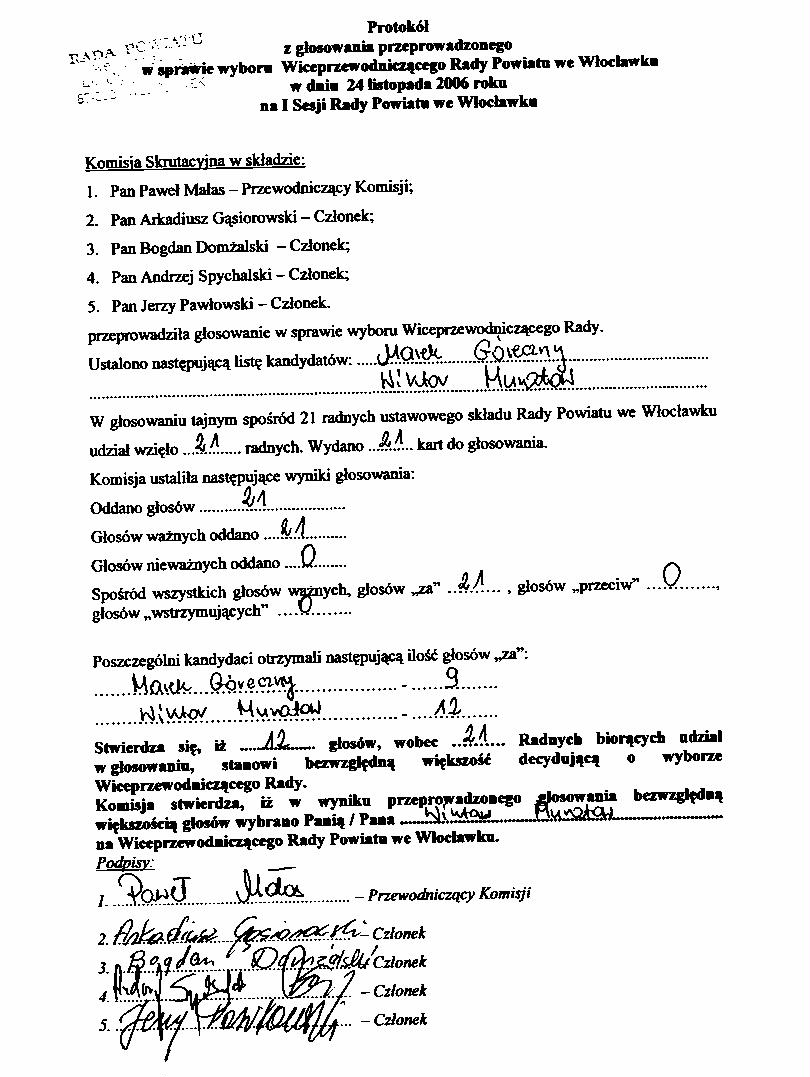 Protokół
z głosowania przeprowadzonego
RADA POWIATU
w sprawie wyboru Wiceprzewodniczącego Rady Powiatu we Włocławku
w dniu 24 listopada 2006 roku
na I Sesji Rady Powiatu we Włocławku
Komisja Skrutacyjna w składzie:
1. Pan Paweł Małas – Przewodniczący Komisji;
2. Pan Arkadiusz Gąsiorowski – Członek;
3. Pan Bogdan Domżalski – Członek;
4. Pan Andrzej Spychalski – Członek;
5. Pan Jerzy Pawłowski – Członek.
przeprowadziła głosowanie w sprawie wyboru Wiceprzewodniczącego Rady.
Ustalono następującą listę kandydatów: ....Marek Góreczny
Wiktor Murałow
W głosowaniu tajnym spośród 21 radnych ustawowego składu Rady Powiatu we Włocławku
udział wzięło ...21....... radnych. Wydano ...21.... kart do głosowania.
Komisja ustaliła następujące wyniki głosowania:
Oddano głosów ..........21..................
Głosów ważnych oddano ....21..........
Głosów nieważnych oddano ....0........
Spośród wszystkich głosów ważnych, głosów „za” ...21.... , głosów „przeciw” ....0.........,
głosów „wstrzymujących” ....0.........
Poszczególni kandydaci otrzymali następującą ilość głosów „za”:
......Marek Góreczny.................... - ......9.......
......Wiktor Murałow................ - .....12.......
Stwierdza się, iż .....12...... głosów, wobec ...21.... Radnych biorących udział
w głosowaniu, stanowi bezwzględną większość decydującą o wyborze
Wiceprzewodniczącego Rady.
Komisja stwierdza, iż w wyniku przeprowadzonego głosowania bezwzględną
większością głosów wybrano Panią / Pana ......Wiktor Murałow......................
na Wiceprzewodniczącego Rady Powiatu we Włocławku.
Podpisy:
1. ...Paweł Małas........... – Przewodniczący Komisji
2. Arkadiusz Gąsiorowski – Członek
3. Bogdan Domżalski Członek
4. – Członek
5. Jerzy Pawłowski ... – Członek